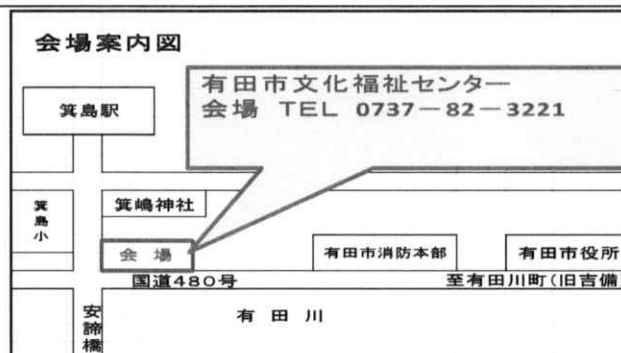 会場案内図
有田市文化福祉センター
会場 TEL 0737－82－3221
箕島駅
箕島小
箕嶋神社
会場
有田市消防本部
有田市役所
国道480号
至有田川町(旧吉備)
安諦橋
有田川